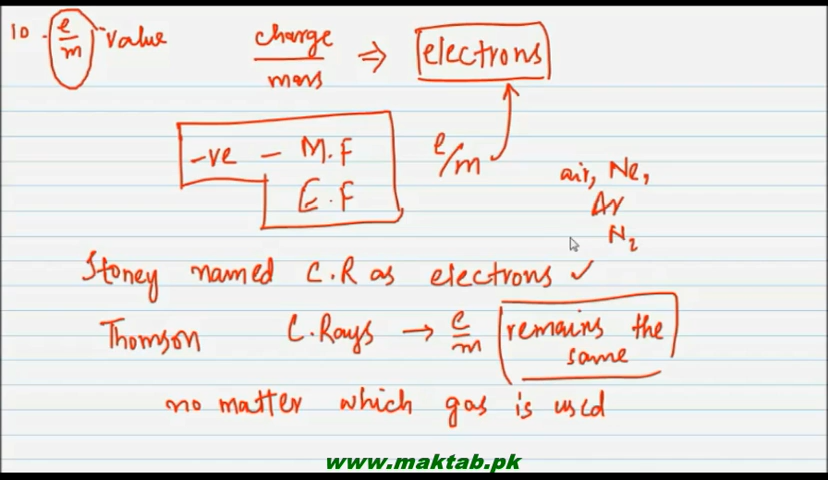 10. e/m value charge/mass ⇒ electrons
-ve - M.F
E.F
e/m
air, Ne,
Ar
N₂
Stoney named C.R as electrons ✓
Thomson C.Rays → e/m remains the
same
no matter which gas is used
www.maktab.pk